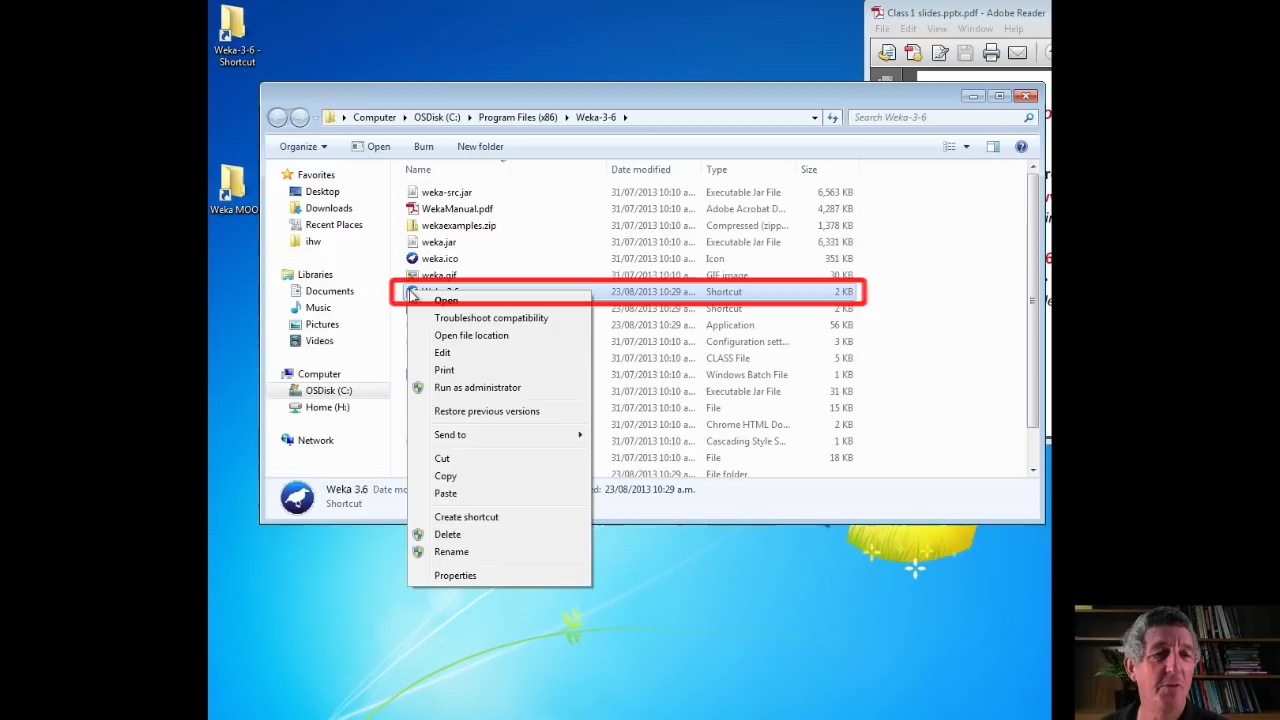 Weka-3-6 -
Shortcut
Weka MOO
Class 1 slides.pptx.pdf - Adobe Reader
File Edit View Window Help
Computer OSDisk (C:) Program Files (x86) Weka-3-6
Search Weka-3-6
Organize Open Burn New folder
Name Date modified Type Size
Favorites
Desktop
Downloads
Recent Places
ihw
Libraries
Documents
Music
Pictures
Videos
Computer
OSDisk (C:)
Home (H:)
Network
weka-src.jar 31/07/2013 10:10 a... Executable Jar File 6,563 KB
WekaManual.pdf 31/07/2013 10:10 a... Adobe Acrobat D... 4,287 KB
wekaexamples.zip 31/07/2013 10:10 a... Compressed (zipp... 1,378 KB
weka.jar 31/07/2013 10:10 a... Executable Jar File 6,331 KB
weka.ico 31/07/2013 10:10 a... Icon 351 KB
weka.gif 31/07/2013 10:10 a... GIF image 30 KB
23/08/2013 10:29 a... Shortcut 2 KB
23/08/2013 10:29 a... Shortcut 2 KB
31/07/2013 10:10 a... Application 56 KB
31/07/2013 10:10 a... Configuration sett... 3 KB
31/07/2013 10:10 a... CLASS File 5 KB
31/07/2013 10:10 a... Windows Batch File 1 KB
31/07/2013 10:10 a... Executable Jar File 15 KB
31/07/2013 10:10 a... File 15 KB
31/07/2013 10:10 a... Chrome HTML Do... 2 KB
31/07/2013 10:10 a... Cascading Style S... 1 KB
31/07/2013 10:10 a... File 18 KB
23/08/2013 10:29 a... File folder
Open
Troubleshoot compatibility
Open file location
Edit
Print
Run as administrator
Restore previous versions
Send to
Cut
Copy
Paste
Create shortcut
Delete
Rename
Properties
Weka 3.6 Date mo
d: 23/08/2013 10:29 a.m.
Shortcut